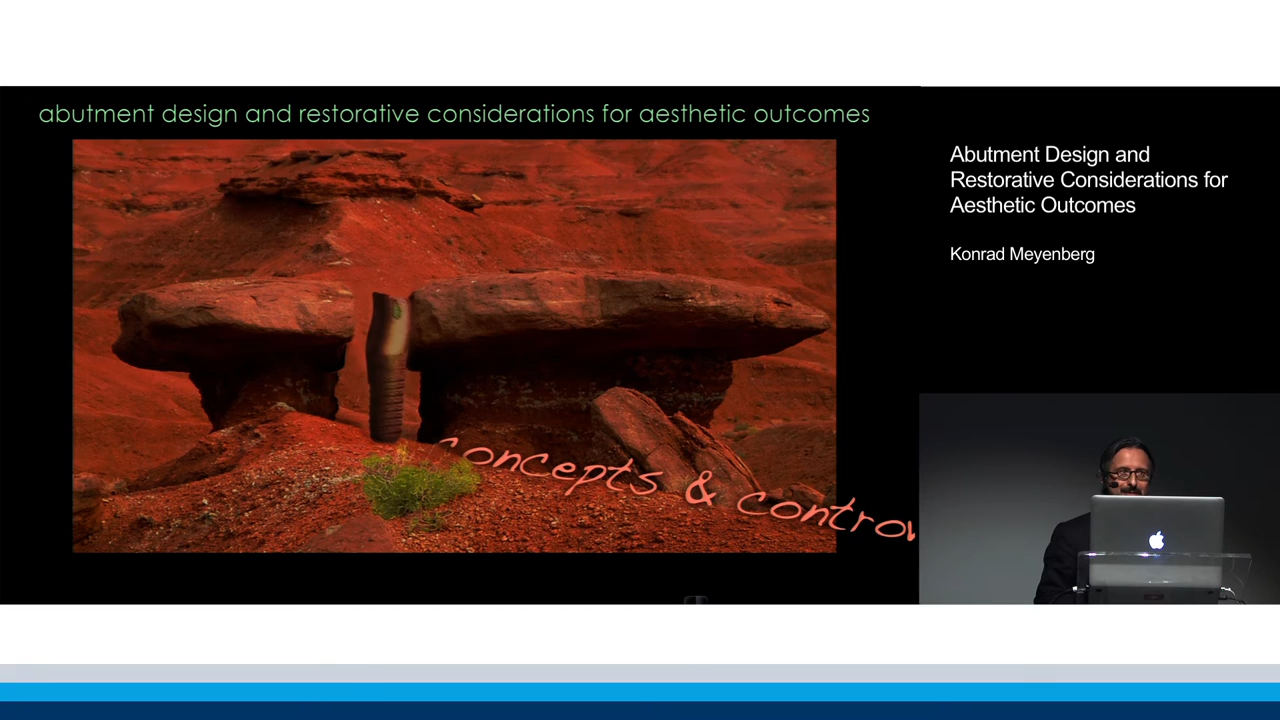 abutment design and restorative considerations for aesthetic outcomes
Concepts &
Abutment Design and
Restorative Considerations for
Aesthetic Outcomes
Konrad Meyenberg